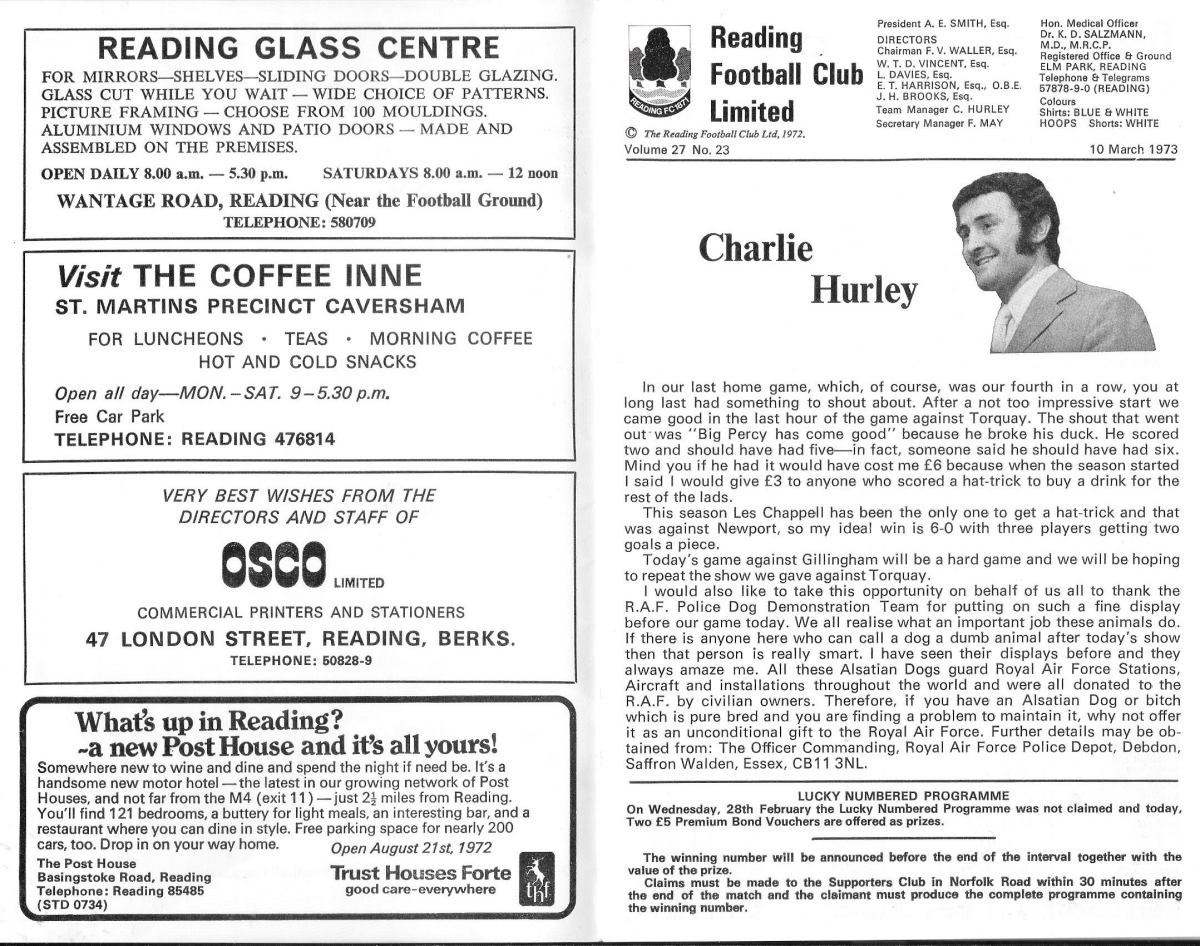 READING GLASS CENTRE
FOR MIRRORS—SHELVES—SLIDING DOORS—DOUBLE GLAZING.
GLASS CUT WHILE YOU WAIT — WIDE CHOICE OF PATTERNS.
PICTURE FRAMING — CHOOSE FROM 100 MOULDINGS.
ALUMINIUM WINDOWS AND PATIO DOORS — MADE AND
ASSEMBLED ON THE PREMISES.
OPEN DAILY 8.00 a.m. — 5.30 p.m. SATURDAYS 8.00 a.m. — 12 noon
WANTAGE ROAD, READING (Near the Football Ground)
TELEPHONE: 580709
Visit THE COFFEE INNE
ST. MARTINS PRECINCT CAVERSHAM
FOR LUNCHEONS · TEAS · MORNING COFFEE
HOT AND COLD SNACKS
Open all day—MON. – SAT. 9 – 5.30 p.m.
Free Car Park
TELEPHONE: READING 476814
VERY BEST WISHES FROM THE
DIRECTORS AND STAFF OF
OSCO LIMITED
COMMERCIAL PRINTERS AND STATIONERS
47 LONDON STREET, READING, BERKS.
TELEPHONE: 50828-9
What's up in Reading?
-a new Post House and it's all yours!
Somewhere new to wine and dine and spend the night if need be. It's a
handsome new motor hotel — the latest in our growing network of Post
Houses, and not far from the M4 (exit 11) — just 2½ miles from Reading.
You'll find 121 bedrooms, a buttery for light meals, an interesting bar, and a
restaurant where you can dine in style. Free parking space for nearly 200
cars, too. Drop in on your way home.
Open August 21st, 1972
The Post House
Basingstoke Road, Reading
Telephone: Reading 85485
(STD 0734)
Trust Houses Forte
good care-everywhere
thf
READING FC 1871
Reading
Football Club
Limited
© The Reading Football Club Ltd, 1972.
President A. E. SMITH, Esq.
DIRECTORS
Chairman F. V. WALLER, Esq.
W. T. D. VINCENT, Esq.
L. DAVIES, Esq.
E. T. HARRISON, Esq., O.B.E.
J. H. BROOKS, Esq.
Team Manager C. HURLEY
Secretary Manager F. MAY
Hon. Medical Officer
Dr. K. D. SALZMANN,
M.D., M.R.C.P.
Registered Office & Ground
ELM PARK, READING
Telephone & Telegrams
57878-9-0 (READING)
Colours
Shirts: BLUE & WHITE
HOOPS Shorts: WHITE
Volume 27 No. 23
10 March 1973
Charlie
Hurley
In our last home game, which, of course, was our fourth in a row, you at
long last had something to shout about. After a not too impressive start we
came good in the last hour of the game against Torquay. The shout that went
out was "Big Percy has come good" because he broke his duck. He scored
two and should have had five—in fact, someone said he should have had six.
Mind you if he had it would have cost me £6 because when the season started
I said I would give £3 to anyone who scored a hat-trick to buy a drink for the
rest of the lads.
This season Les Chappell has been the only one to get a hat-trick and that
was against Newport, so my ideal win is 6-0 with three players getting two
goals a piece.
Today's game against Gillingham will be a hard game and we will be hoping
to repeat the show we gave against Torquay.
I would also like to take this opportunity on behalf of us all to thank the
R.A.F. Police Dog Demonstration Team for putting on such a fine display
before our game today. We all realise what an important job these animals do.
If there is anyone here who can call a dog a dumb animal after today's show
then that person is really smart. I have seen their displays before and they
always amaze me. All these Alsatian Dogs guard Royal Air Force Stations,
Aircraft and installations throughout the world and were all donated to the
R.A.F. by civilian owners. Therefore, if you have an Alsatian Dog or bitch
which is pure bred and you are finding a problem to maintain it, why not offer
it as an unconditional gift to the Royal Air Force. Further details may be ob-
tained from: The Officer Commanding, Royal Air Force Police Depot, Debdon,
Saffron Walden, Essex, CB11 3NL.
LUCKY NUMBERED PROGRAMME
On Wednesday, 28th February the Lucky Numbered Programme was not claimed and today,
Two £5 Premium Bond Vouchers are offered as prizes.
The winning number will be announced before the end of the interval together with the
value of the prize.
Claims must be made to the Supporters Club in Norfolk Road within 30 minutes after
the end of the match and the claimant must produce the complete programme containing
the winning number.